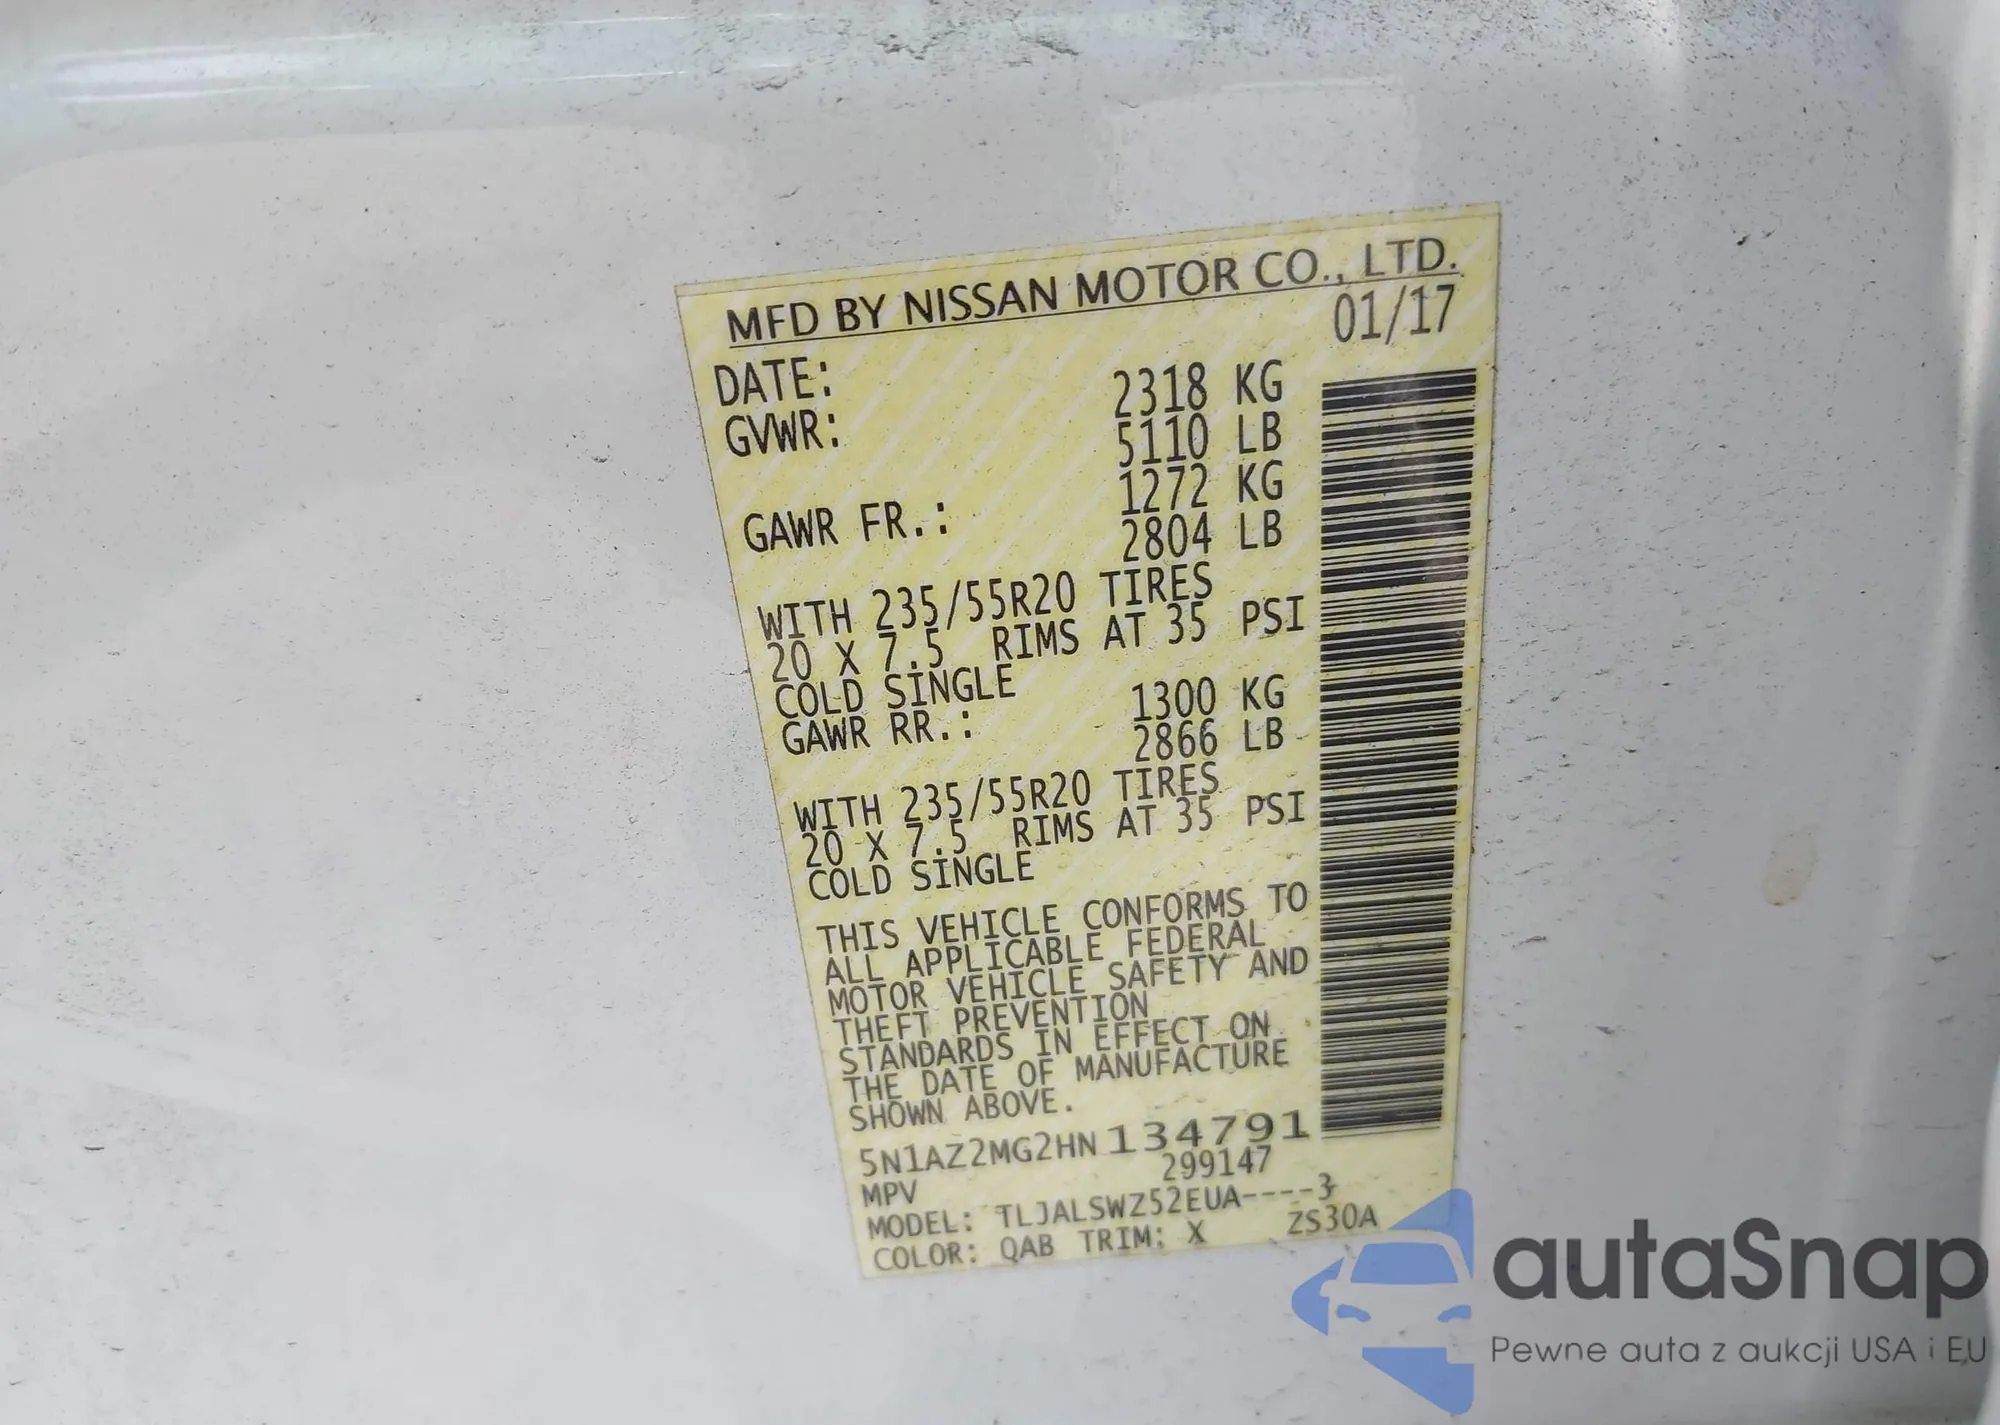 MFD BY NISSAN MOTOR CO., LTD.
DATE: 01/17
GVWR: 2318 KG
5110 LB
GAWR FR.: 1272 KG
2804 LB
WITH 235/55R20 TIRES
20 X 7.5 RIMS AT 35 PSI
COLD SINGLE
GAWR RR.: 1300 KG
2866 LB
WITH 235/55R20 TIRES
20 X 7.5 RIMS AT 35 PSI
COLD SINGLE
THIS VEHICLE CONFORMS TO
ALL APPLICABLE FEDERAL
MOTOR VEHICLE SAFETY AND
THEFT PREVENTION
STANDARDS IN EFFECT ON
THE DATE OF MANUFACTURE
SHOWN ABOVE.
5N1AZ2MG2HN134791
MPV 299147
MODEL: TLJALSWZ52EUA----3
COLOR: QAB TRIM: X ZS30A
autaSnap
Pewne auta z aukcji USA i EU